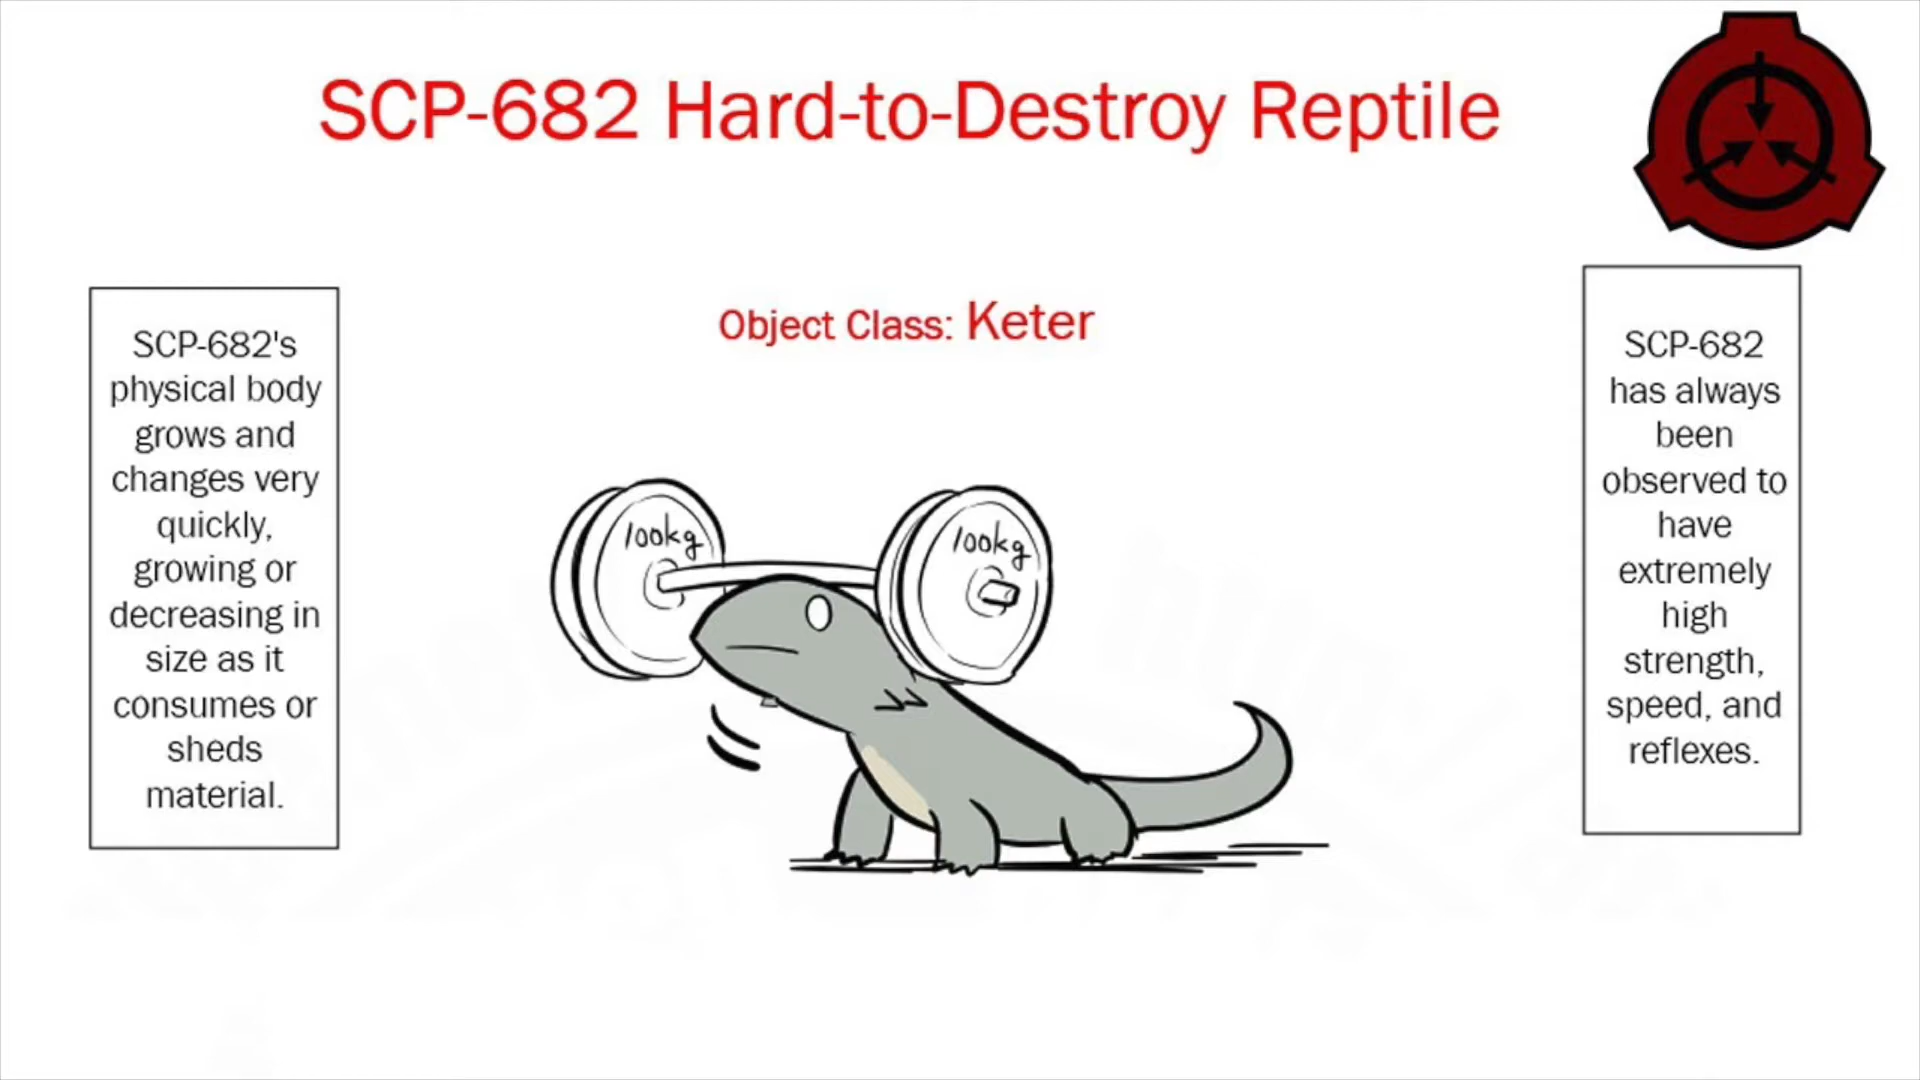 SCP-682 Hard-to-Destroy Reptile
Object Class: Keter
SCP-682's
physical body
grows and
changes very
quickly,
growing or
decreasing in
size as it
consumes or
sheds
material.
100kg
100kg
SCP-682
has always
been
observed to
have
extremely
high
strength,
speed, and
reflexes.